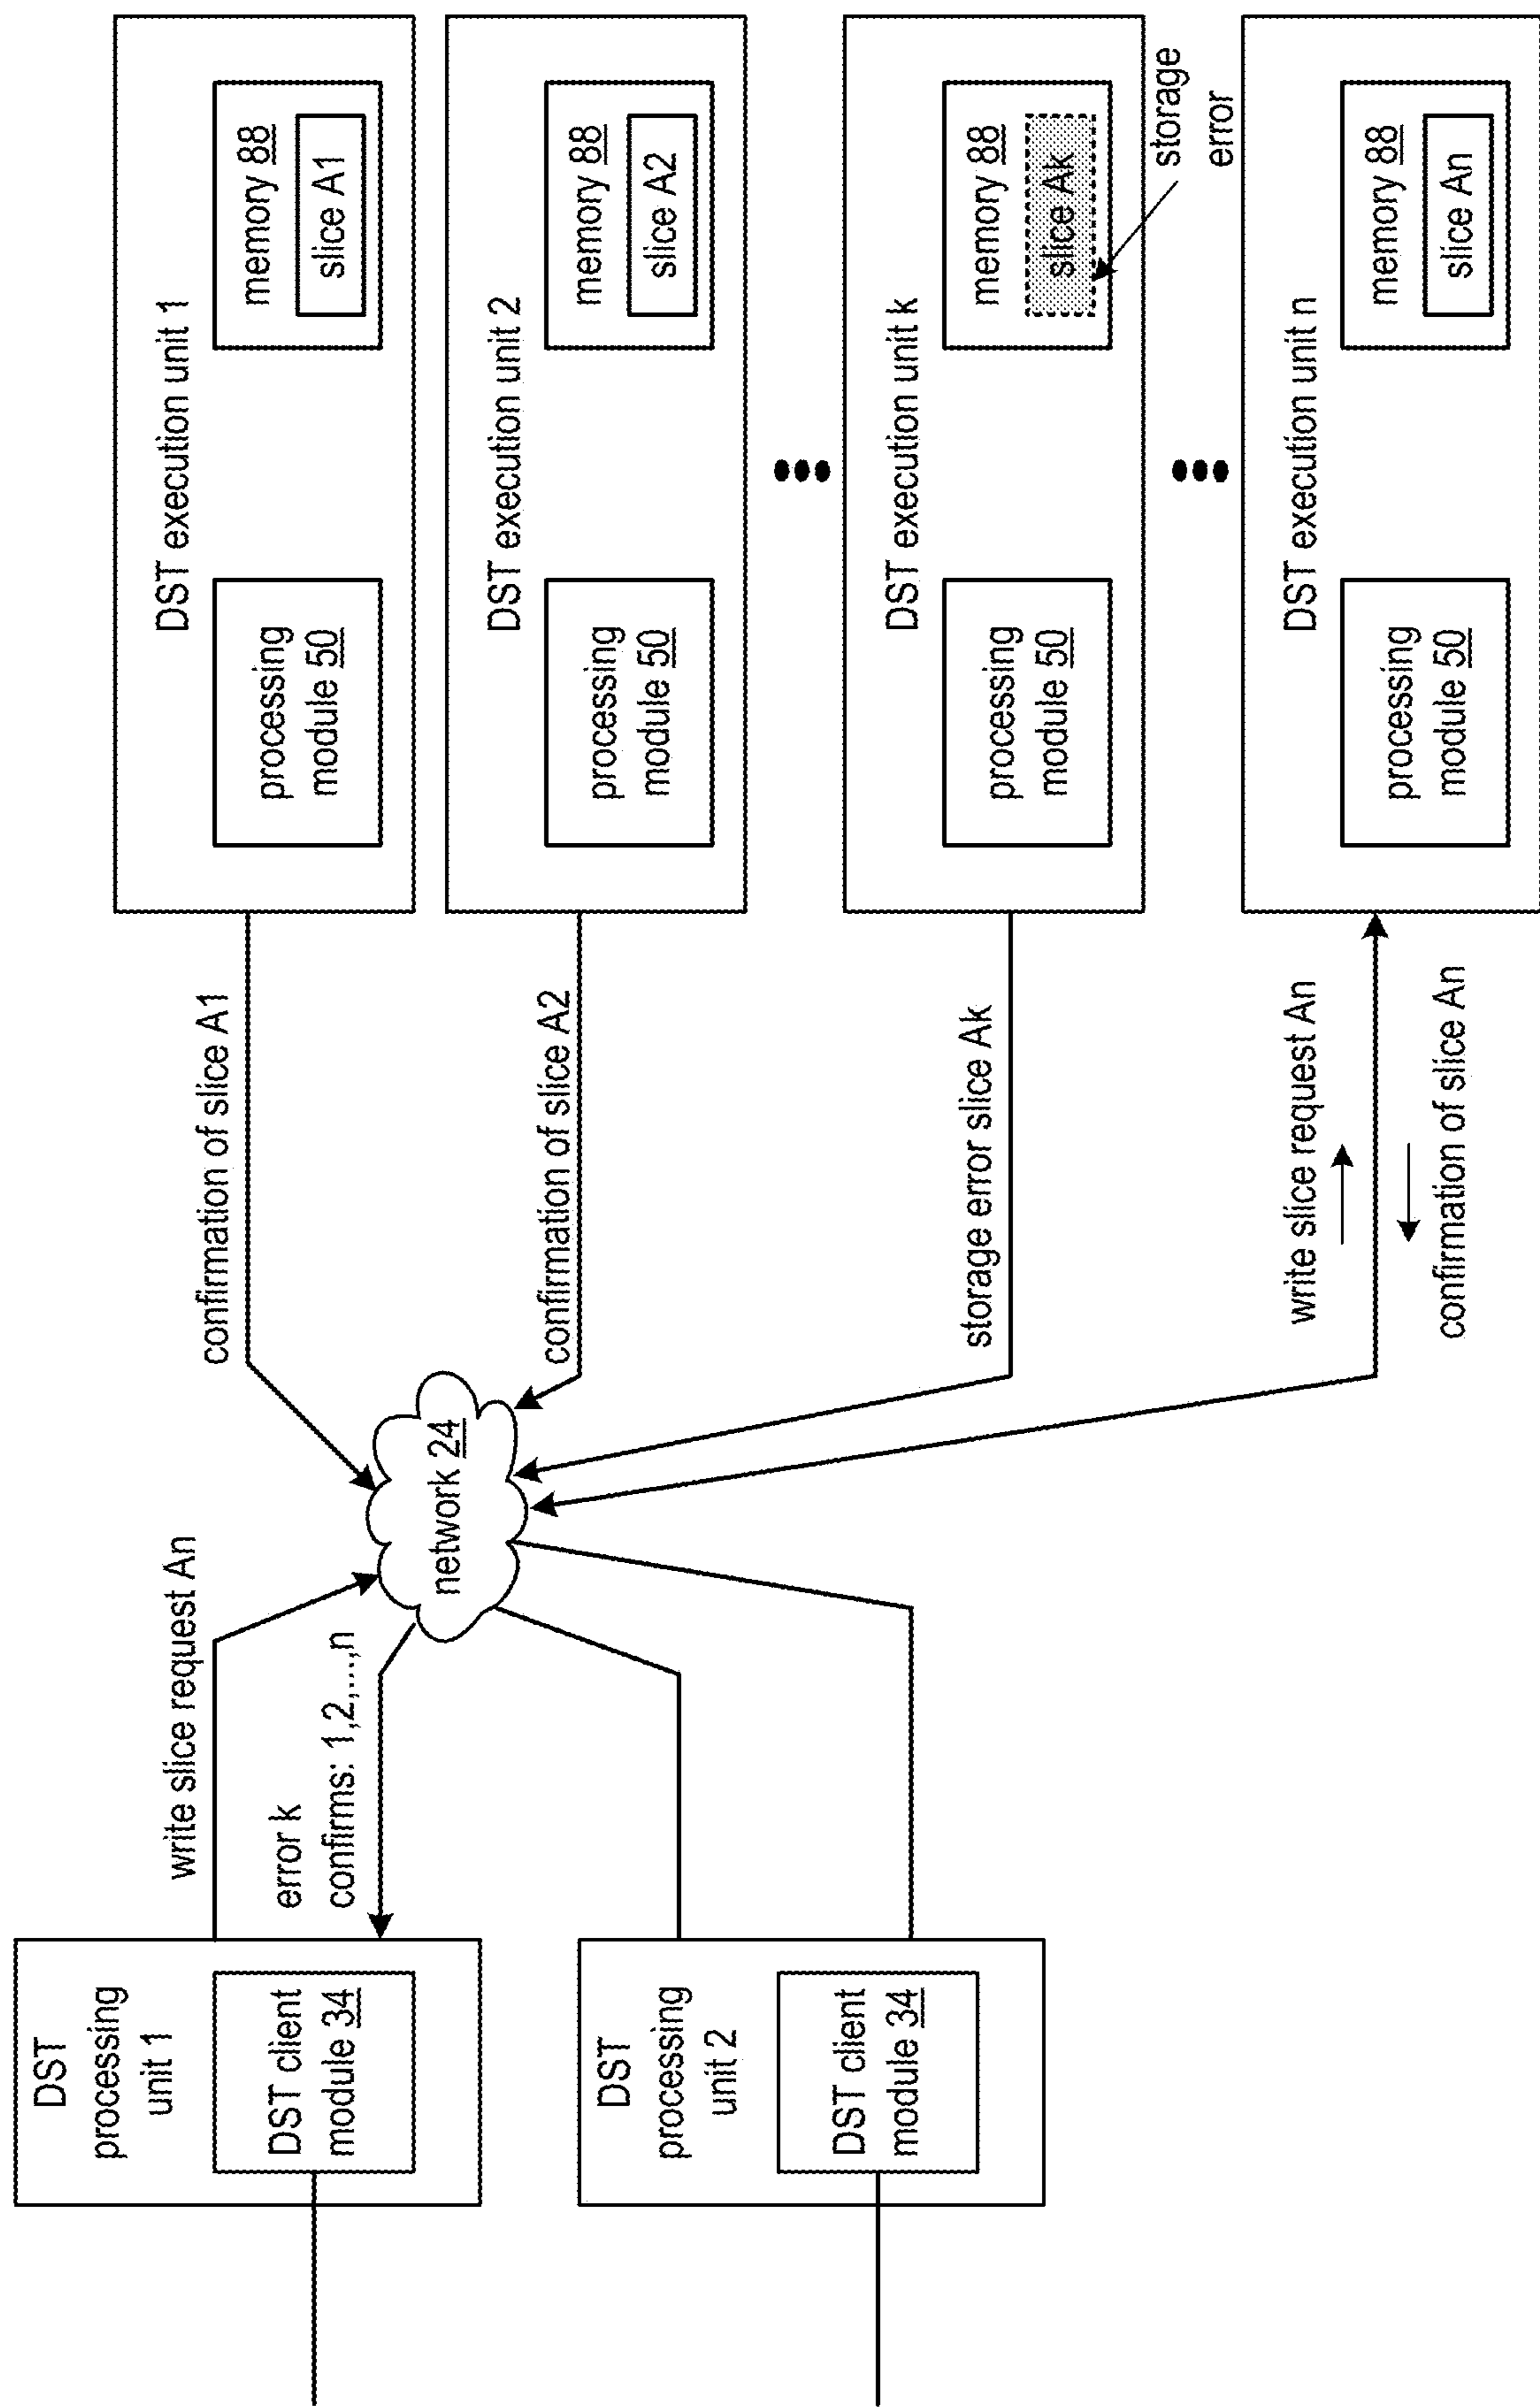 DST
processing
unit 1
DST client
module 34
write slice request An
error k
confirms: 1,2,...,n
DST
processing
unit 2
DST client
module 34
network 24
confirmation of slice A1
confirmation of slice A2
storage error slice Ak
write slice request An
confirmation of slice An
DST execution unit 1
processing
module 50
memory 88
slice A1
DST execution unit 2
processing
module 50
memory 88
slice A2
DST execution unit k
processing
module 50
memory 88
slice Ak
storage
error
DST execution unit n
processing
module 50
memory 88
slice An